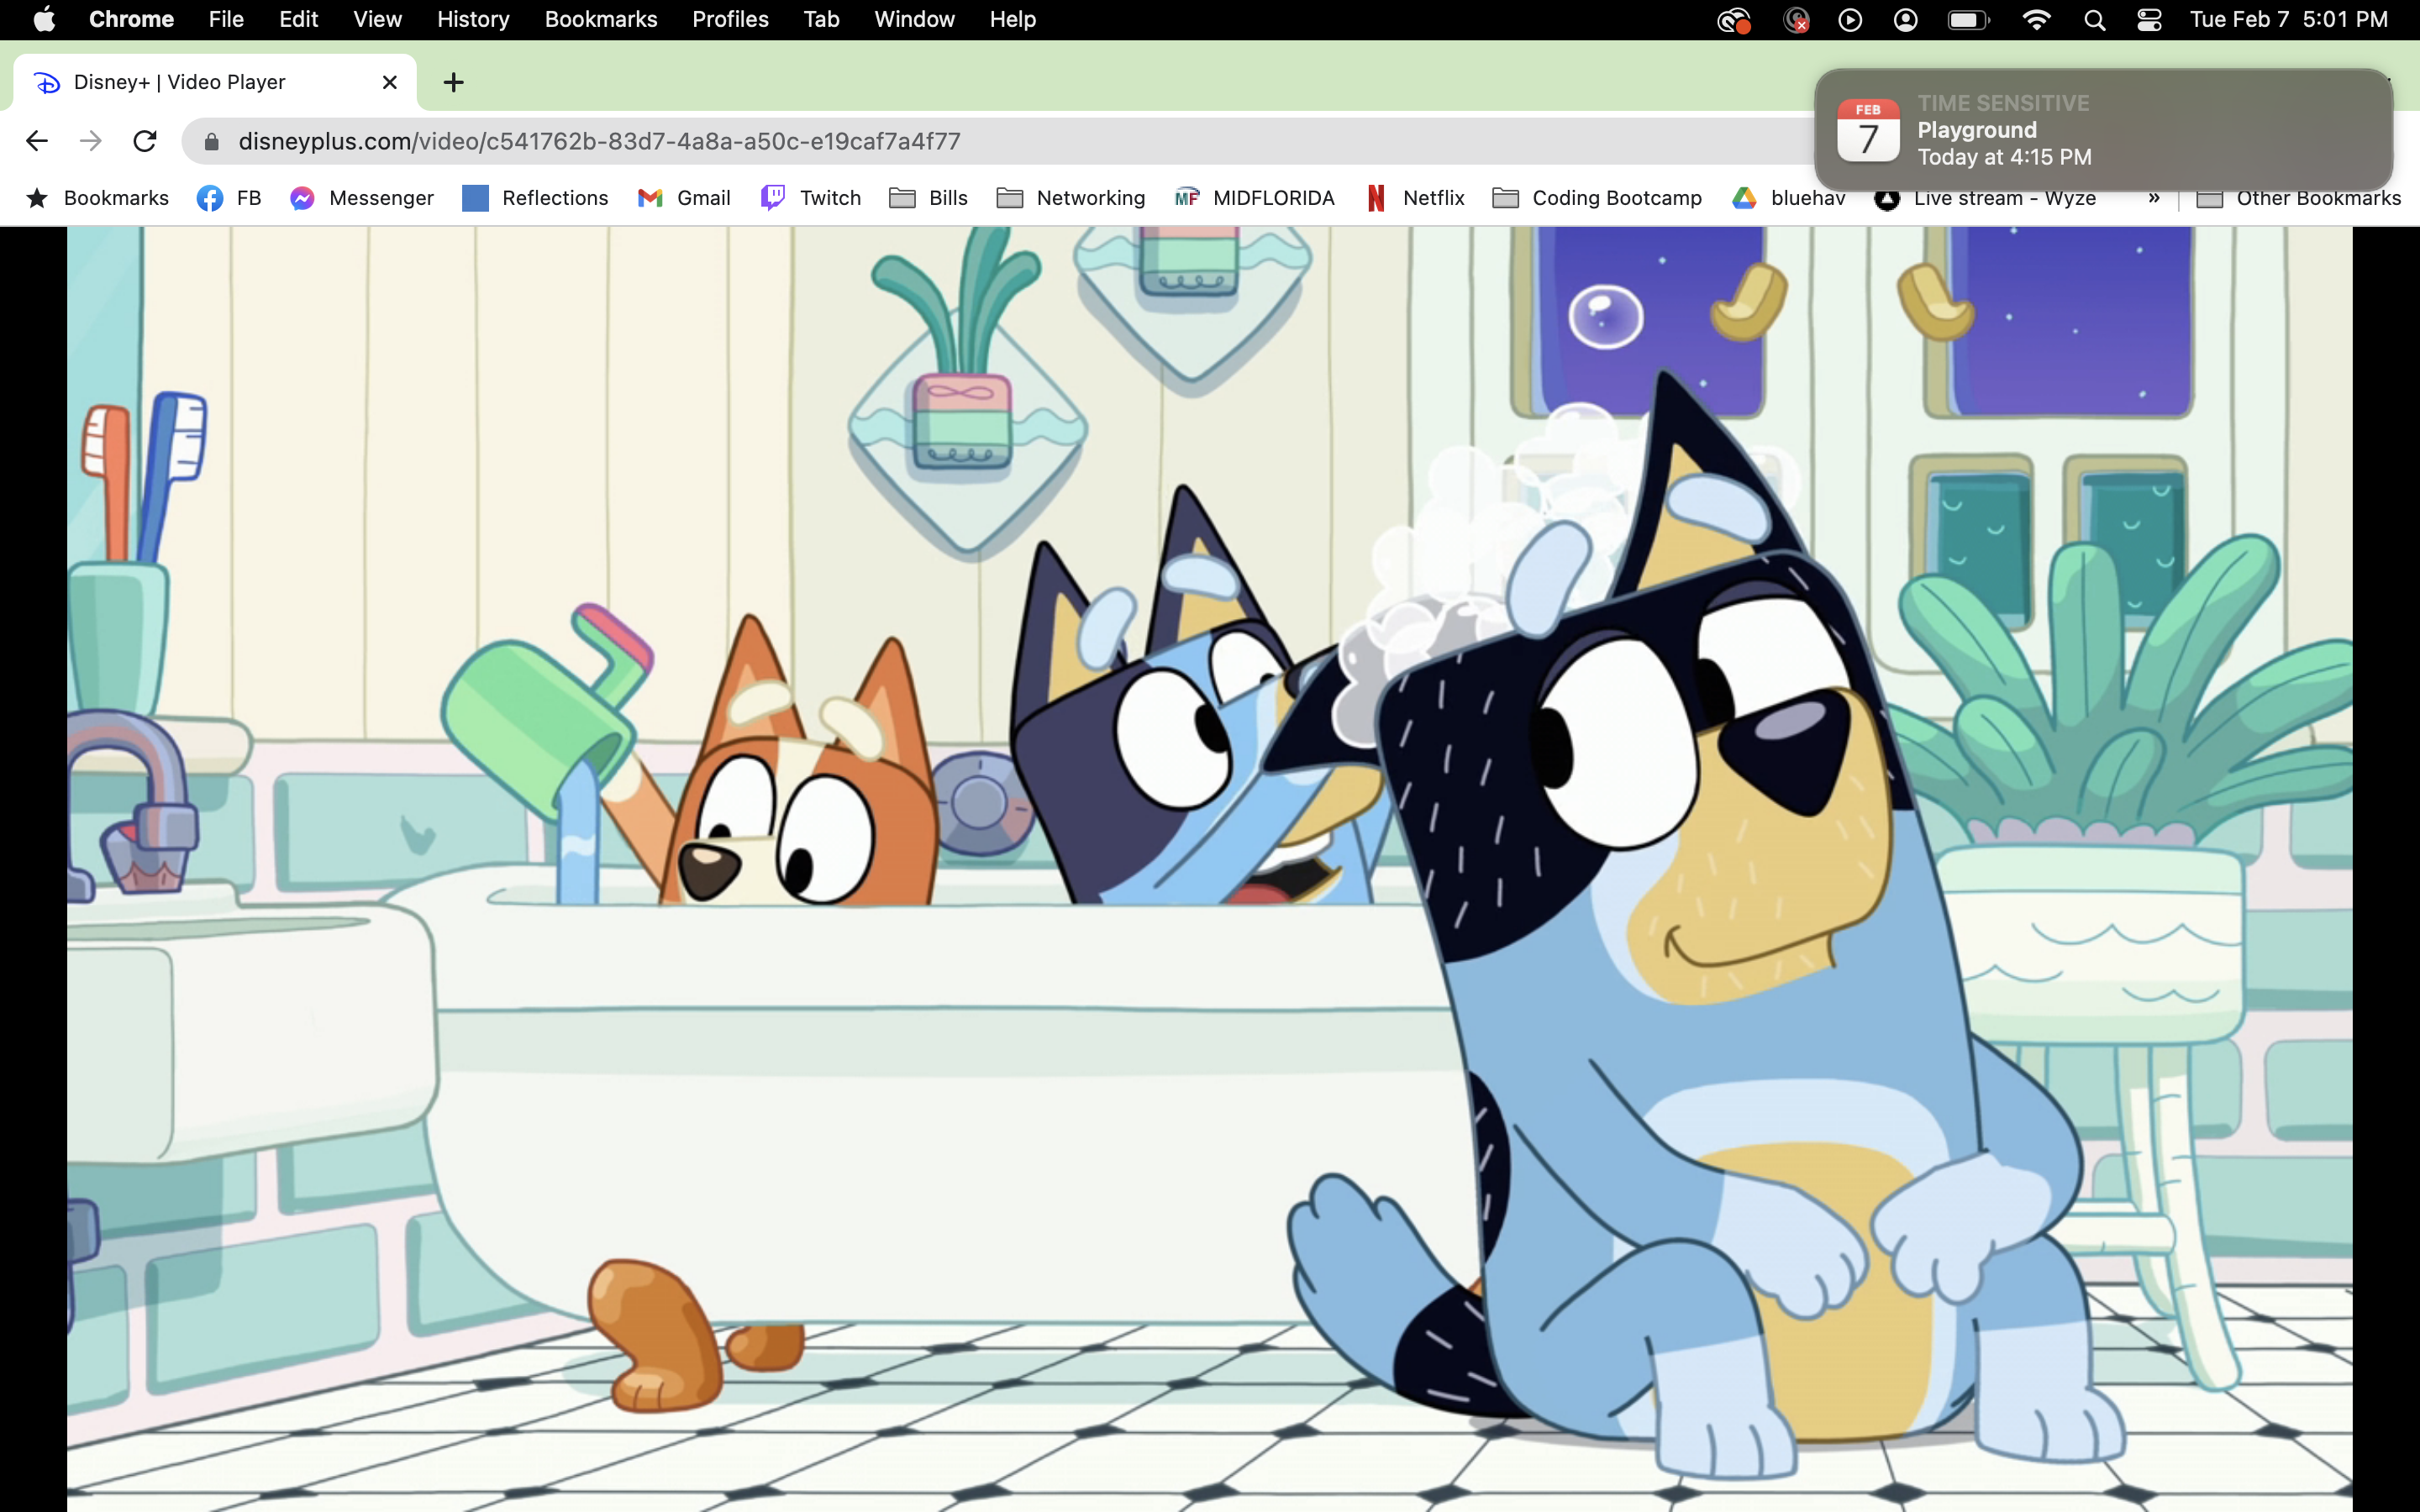 Chrome File Edit View History Bookmarks Profiles Tab Window Help Tue Feb 7 5:01 PM
Disney+ | Video Player
TIME SENSITIVE
FEB
7
Playground
Today at 4:15 PM
disneyplus.com/video/c541762b-83d7-4a8a-a50c-e19caf7a4f77
Bookmarks FB Messenger Reflections Gmail Twitch Bills Networking MF MIDFLORIDA Netflix Coding Bootcamp bluehav Live stream - Wyze » Other Bookmarks